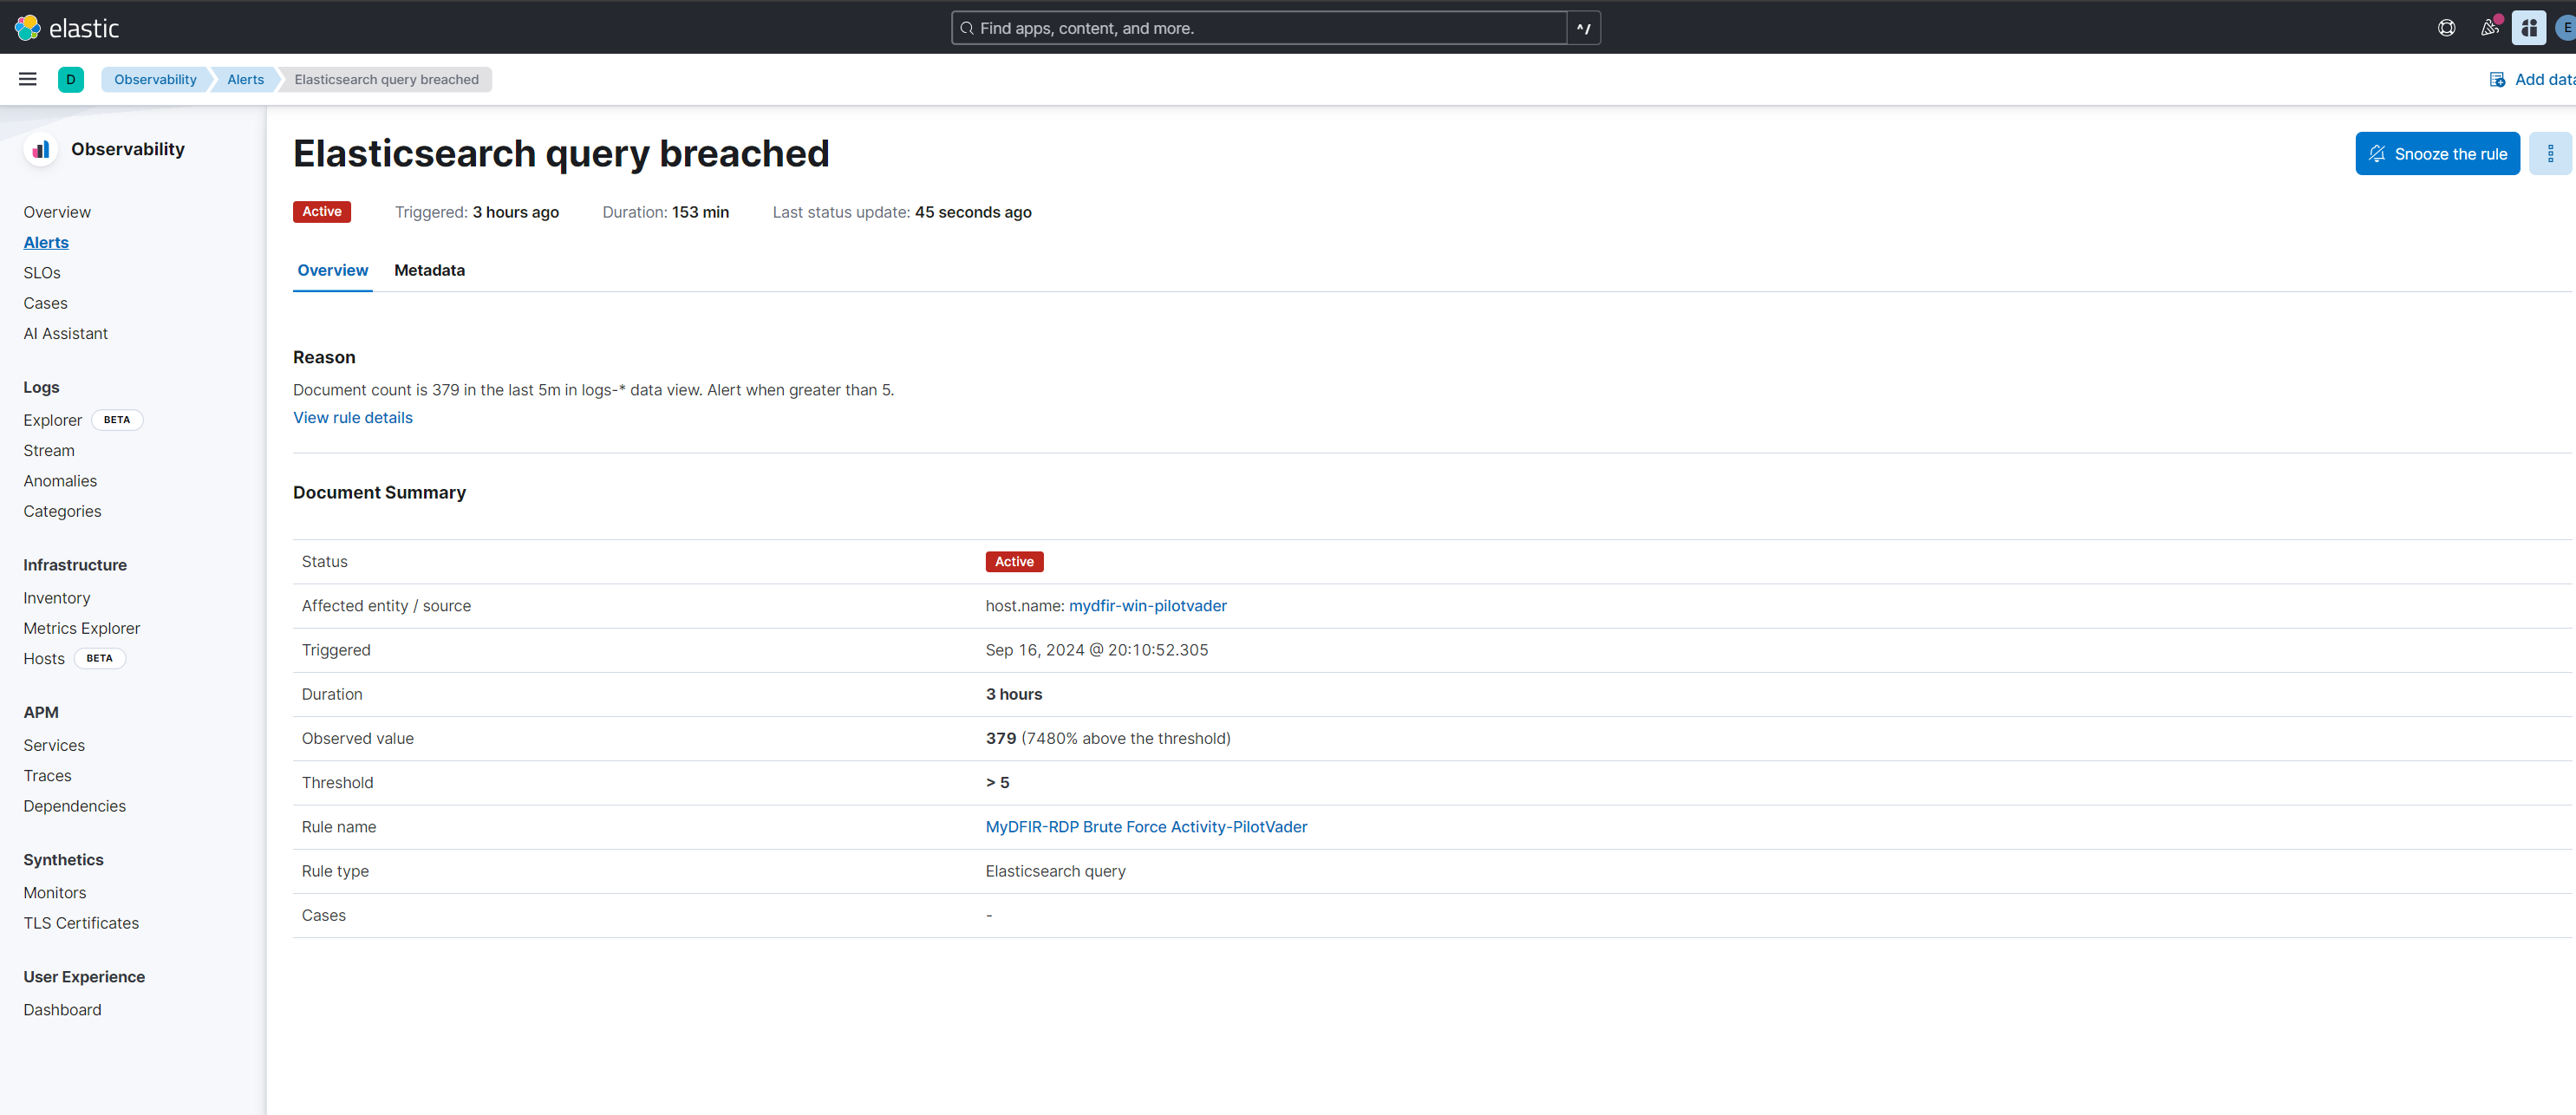 elastic
Find apps, content, and more.
^/
E
D
Observability
Alerts
Elasticsearch query breached
Add data
Observability
Overview
Alerts
SLOs
Cases
AI Assistant
Logs
Explorer BETA
Stream
Anomalies
Categories
Infrastructure
Inventory
Metrics Explorer
Hosts BETA
APM
Services
Traces
Dependencies
Synthetics
Monitors
TLS Certificates
User Experience
Dashboard
Elasticsearch query breached
Snooze the rule
Active Triggered: 3 hours ago Duration: 153 min Last status update: 45 seconds ago
Overview Metadata
Reason
Document count is 379 in the last 5m in logs-* data view. Alert when greater than 5.
View rule details
Document Summary
Status Active
Affected entity / source host.name: mydfir-win-pilotvader
Triggered Sep 16, 2024 @ 20:10:52.305
Duration 3 hours
Observed value 379 (7480% above the threshold)
Threshold > 5
Rule name MyDFIR-RDP Brute Force Activity-PilotVader
Rule type Elasticsearch query
Cases -